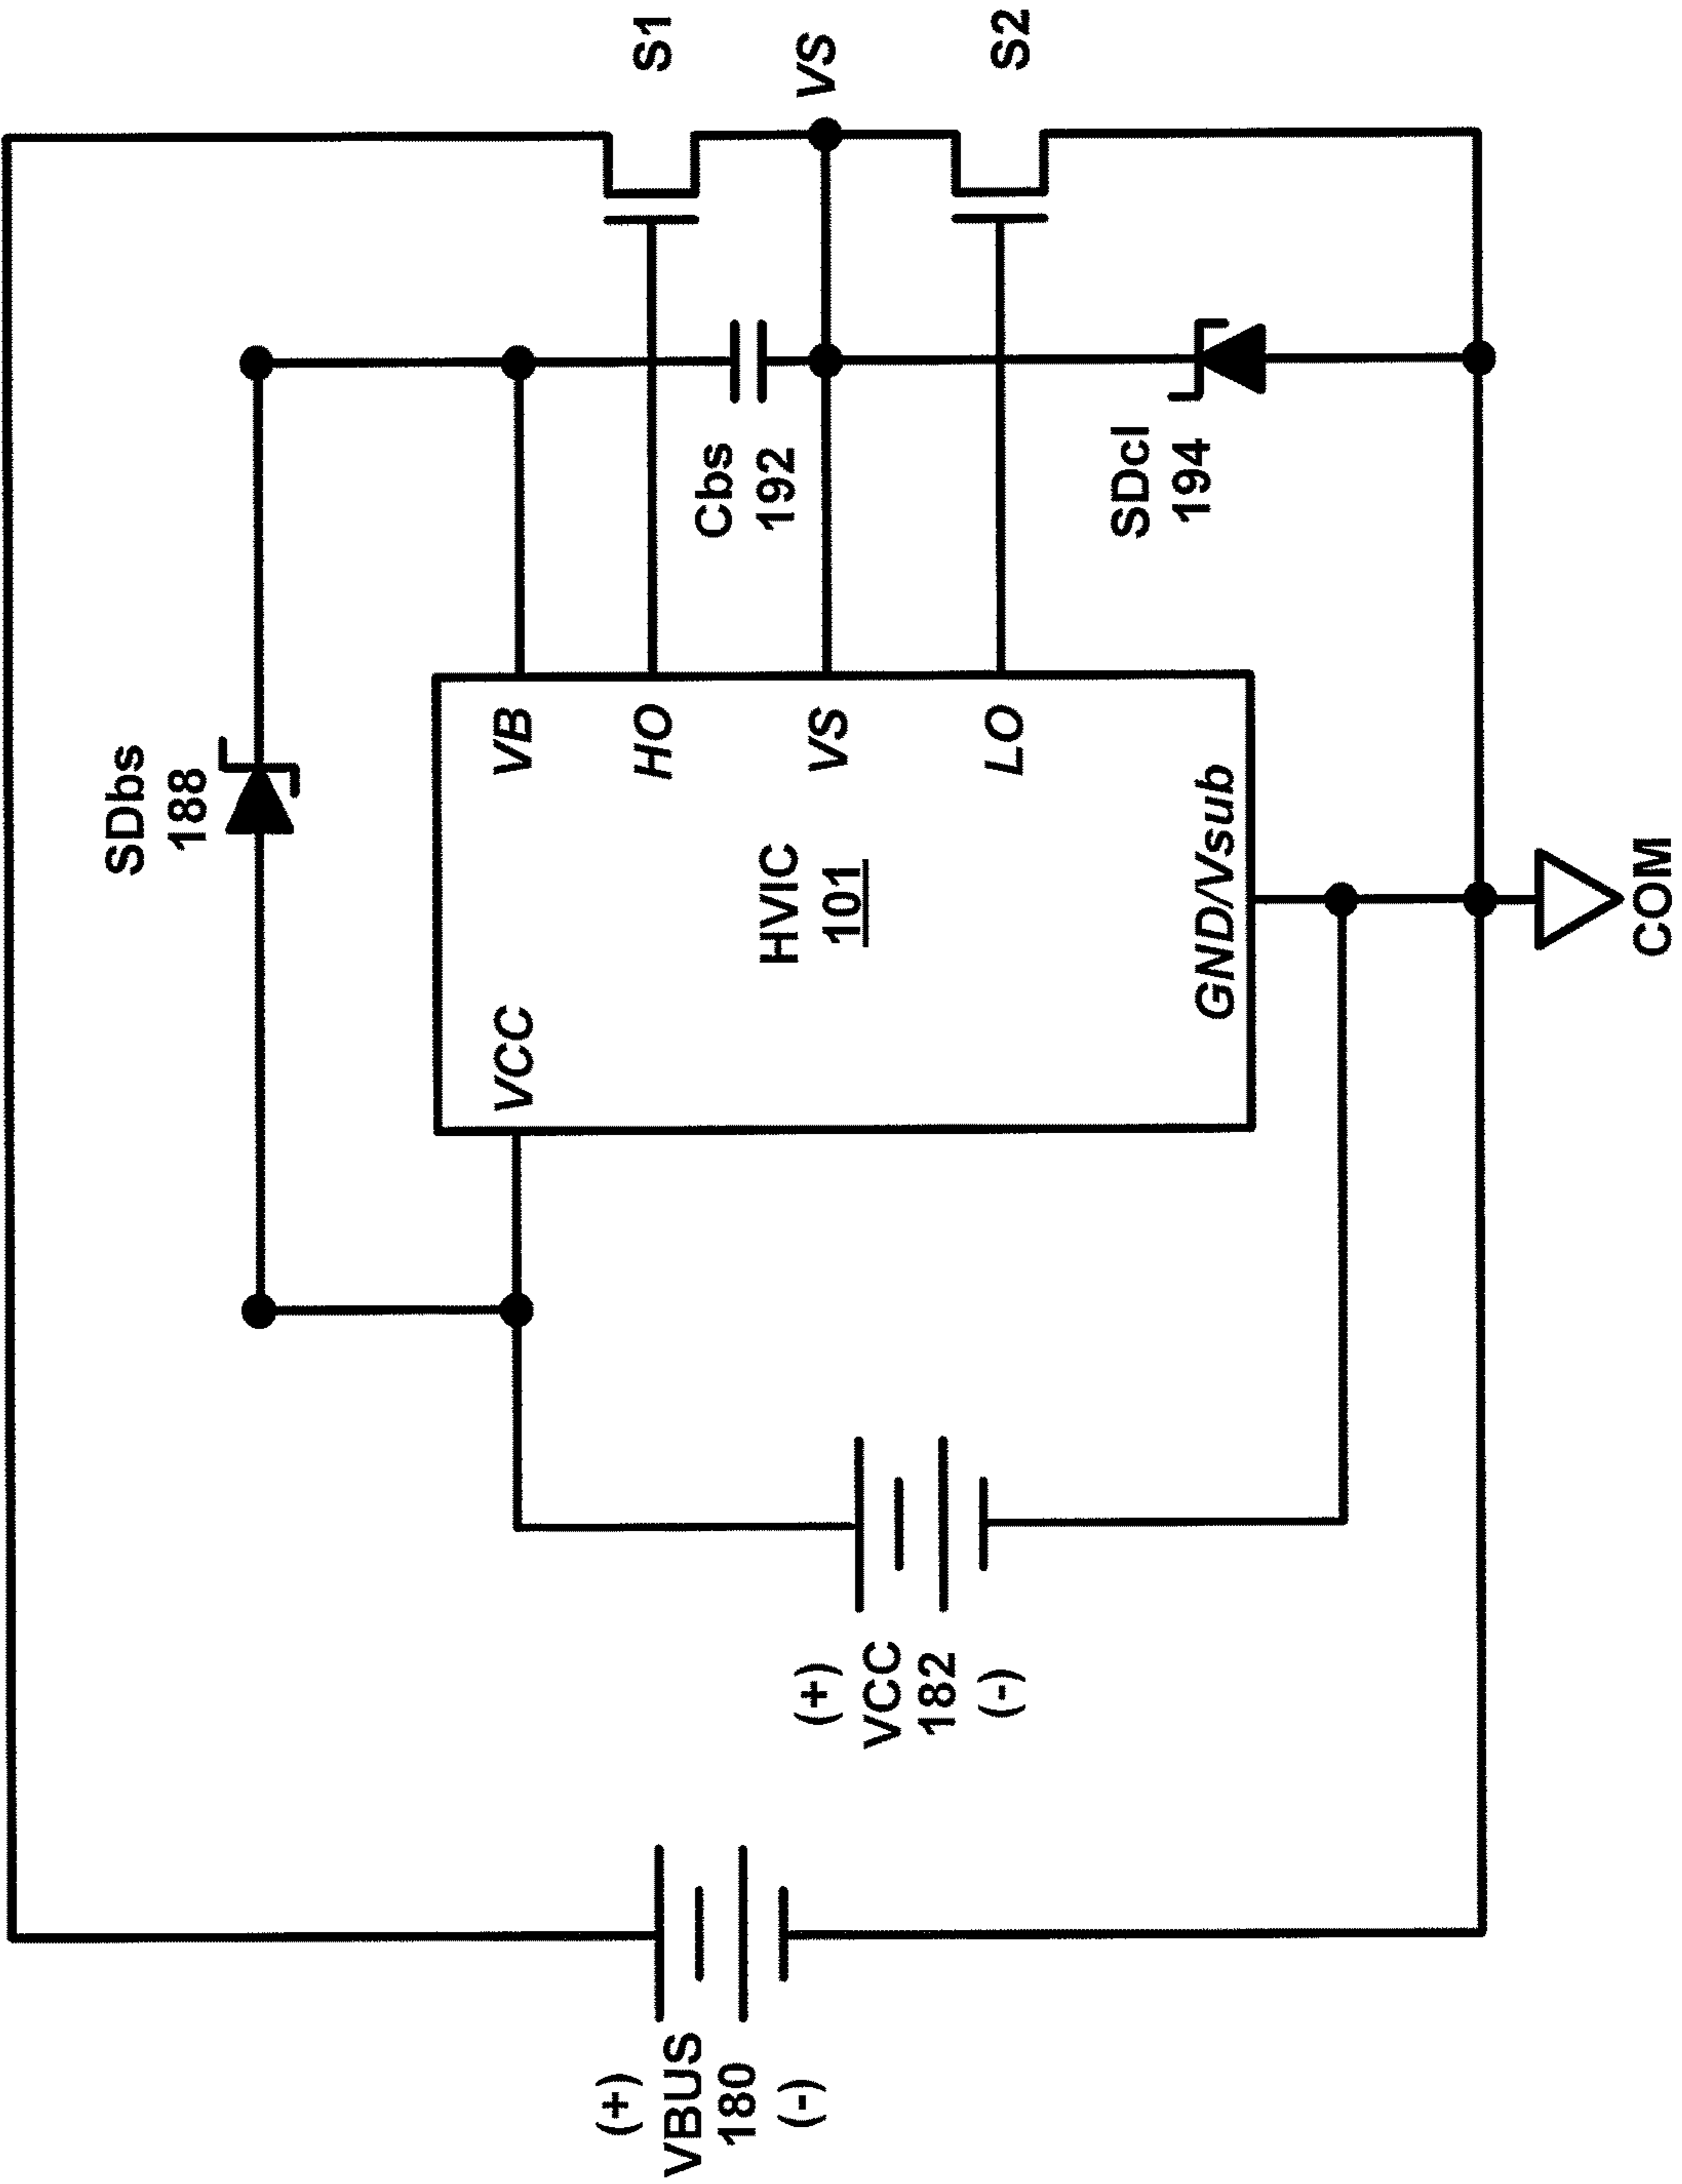 SDbs
188
S1
VS
S2
VB
HO
VS
LO
Cbs
192
SDcl
194
VCC
HVIC
101
GND/Vsub
(+)
VCC
182
(-)
(+)
VBUS
180
(-)
COM